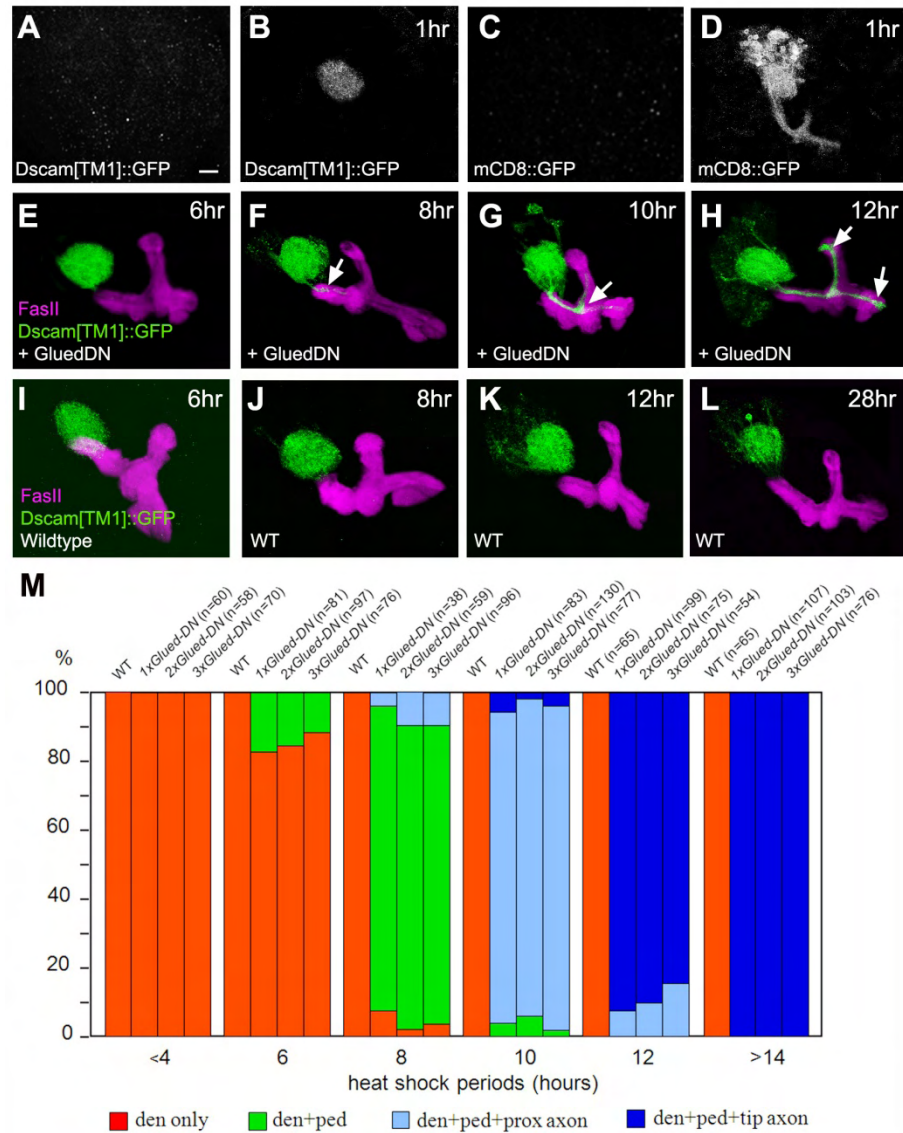 A
Dscam[TM1]::GFP
B
1hr
Dscam[TM1]::GFP
C
mCD8::GFP
D
1hr
mCD8::GFP
E
6hr
FasII
Dscam[TM1]::GFP
+ GluedDN
F
8hr
+ GluedDN
G
10hr
+ GluedDN
H
12hr
+ GluedDN
I
6hr
FasII
Dscam[TM1]::GFP
Wildtype
J
8hr
WT
K
12hr
WT
L
28hr
WT
M
%
WT
1xGlued-DN (n=60)
2xGlued-DN (n=58)
3xGlued-DN (n=70)
WT
1xGlued-DN (n=81)
2xGlued-DN (n=97)
3xGlued-DN (n=76)
WT
1xGlued-DN (n=38)
2xGlued-DN (n=59)
3xGlued-DN (n=96)
WT
1xGlued-DN (n=83)
2xGlued-DN (n=130)
3xGlued-DN (n=77)
WT (n=65)
1xGlued-DN (n=99)
2xGlued-DN (n=75)
3xGlued-DN (n=54)
WT (n=65)
1xGlued-DN (n=107)
2xGlued-DN (n=103)
3xGlued-DN (n=76)
100
80
60
40
20
0
<4
6
8
10
12
>14
heat shock periods (hours)
den only
den+ped
den+ped+prox axon
den+ped+tip axon